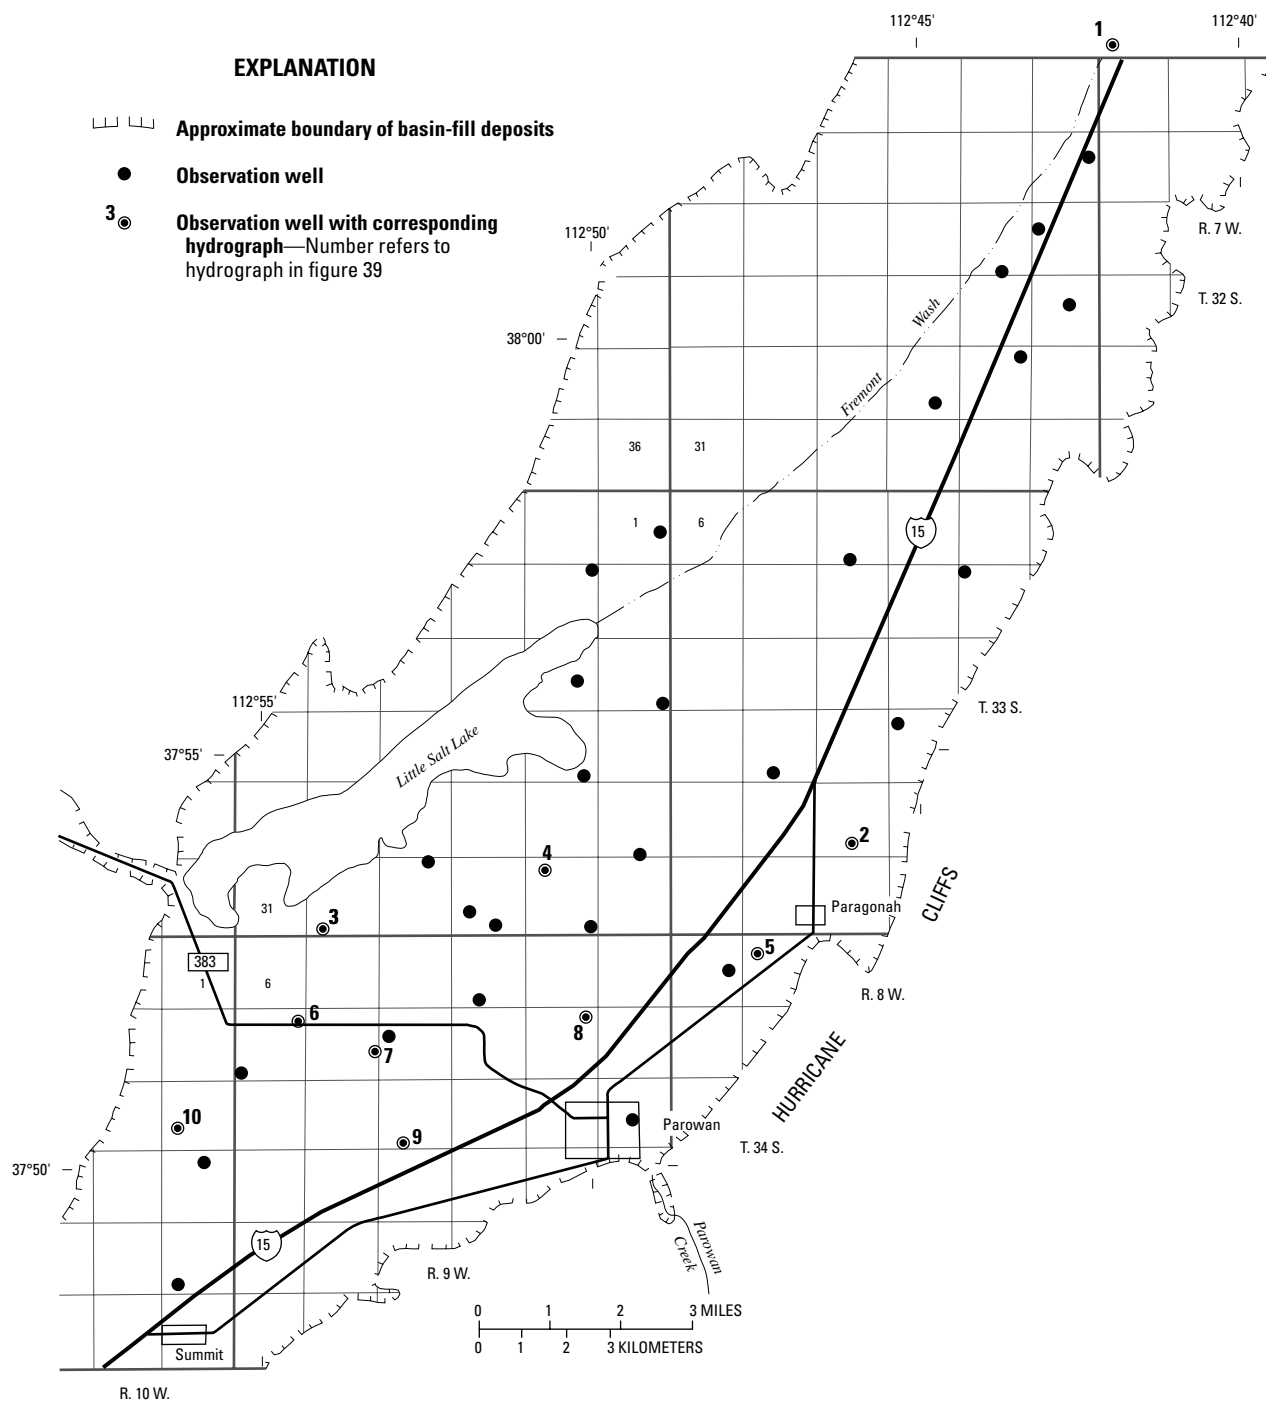 112°45'
1
112°40'
EXPLANATION
Approximate boundary of basin-fill deposits
Observation well
3
Observation well with corresponding
hydrograph—Number refers to
hydrograph in figure 39
112°50'
R. 7 W.
T. 32 S.
Wash
38°00'
Fremont
36
31
1
6
15
112°55'
T. 33 S.
37°55'
Little Salt Lake
2
4
CLIFFS
Paragonah
31
3
5
383
1
6
R. 8 W.
6
8
7
HURRICANE
10
9
Parowan
T. 34 S.
37°50'
15
Parowan
Creek
R. 9 W.
0 1 2 3 MILES
0 1 2 3 KILOMETERS
Summit
R. 10 W.